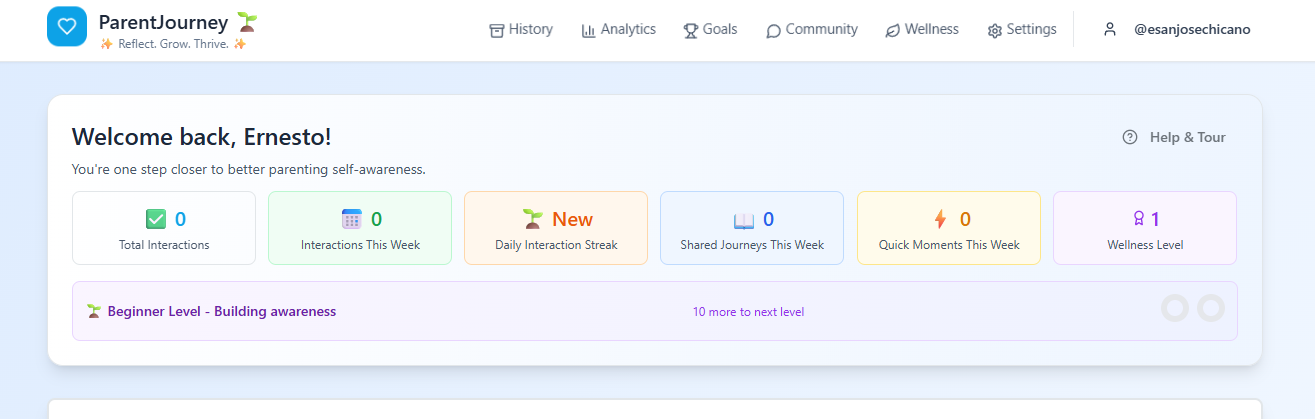 ParentJourney 🌱
✨ Reflect. Grow. Thrive. ✨
History Analytics Goals Community Wellness Settings @esanjosechicano
Welcome back, Ernesto!
Help & Tour
You're one step closer to better parenting self-awareness.
✅ 0 📅 0 🌱 New 📖 0 ⚡ 0 1
Total Interactions Interactions This Week Daily Interaction Streak Shared Journeys This Week Quick Moments This Week Wellness Level
🌱 Beginner Level - Building awareness 10 more to next level